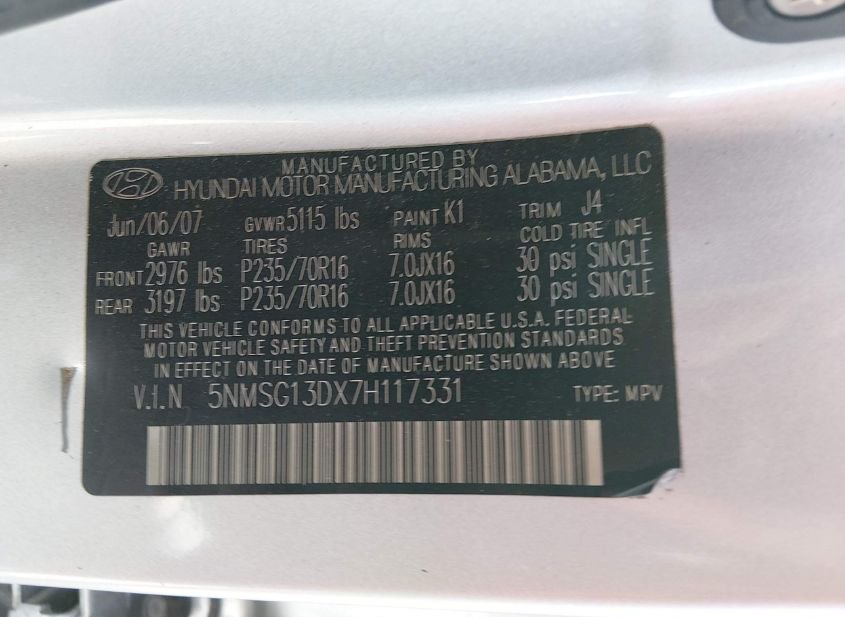 MANUFACTURED BY
HYUNDAI MOTOR MANUFACTURING ALABAMA, LLC
Jun/06/07 GVWR 5115 lbs PAINT K1 TRIM J4
GAWR TIRES RIMS COLD TIRE INFL
FRONT 2976 lbs P235/70R16 7.0JX16 30 psi SINGLE
REAR 3197 lbs P235/70R16 7.0JX16 30 psi SINGLE
THIS VEHICLE CONFORMS TO ALL APPLICABLE U.S.A. FEDERAL
MOTOR VEHICLE SAFETY AND THEFT PREVENTION STANDARDS
IN EFFECT ON THE DATE OF MANUFACTURE SHOWN ABOVE
V.I.N 5NMSG13DX7H117331 TYPE: MPV